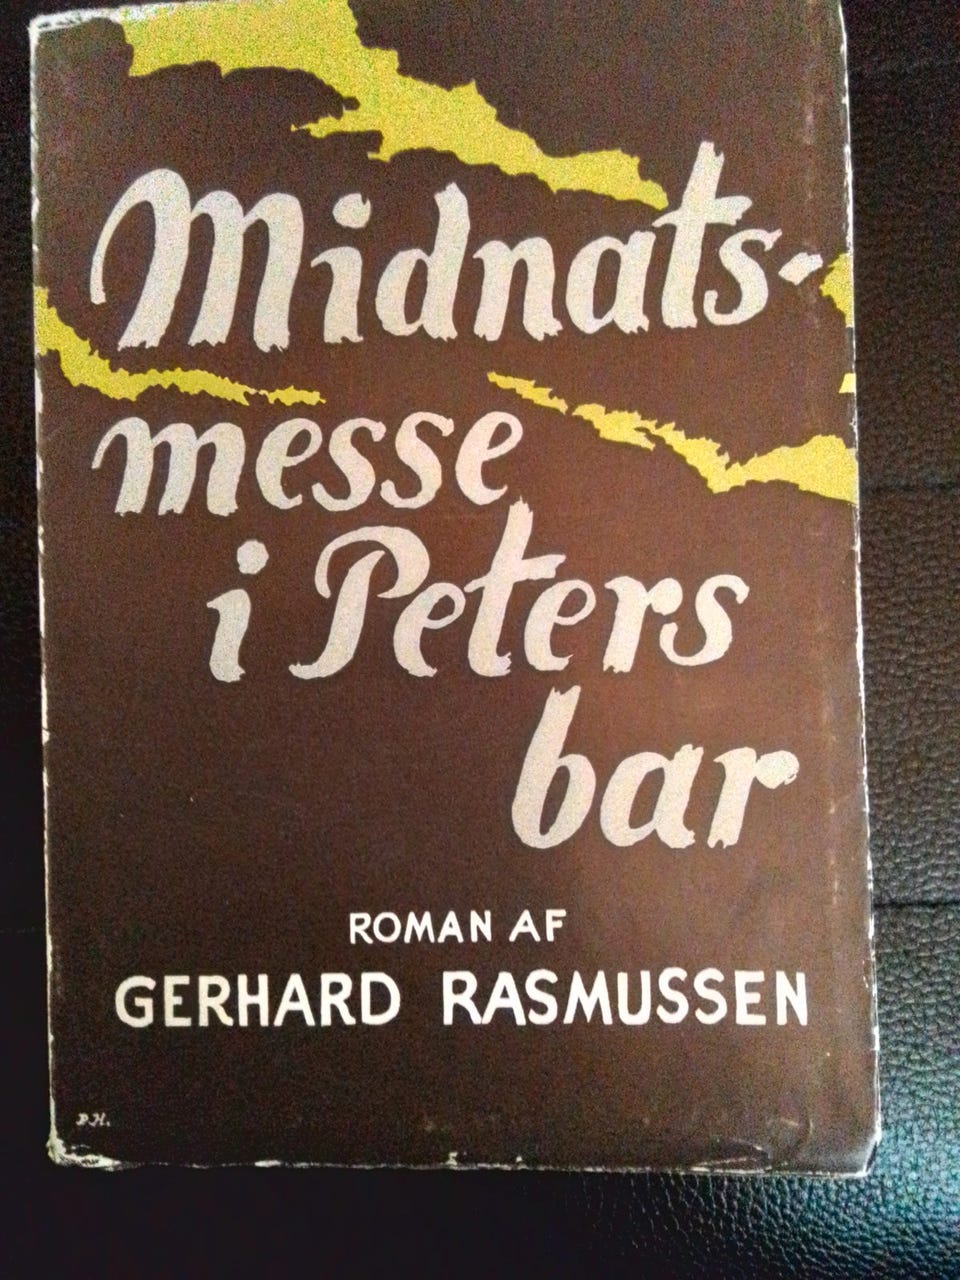 Midnats-
messe
i Peters
bar
ROMAN AF
GERHARD RASMUSSEN